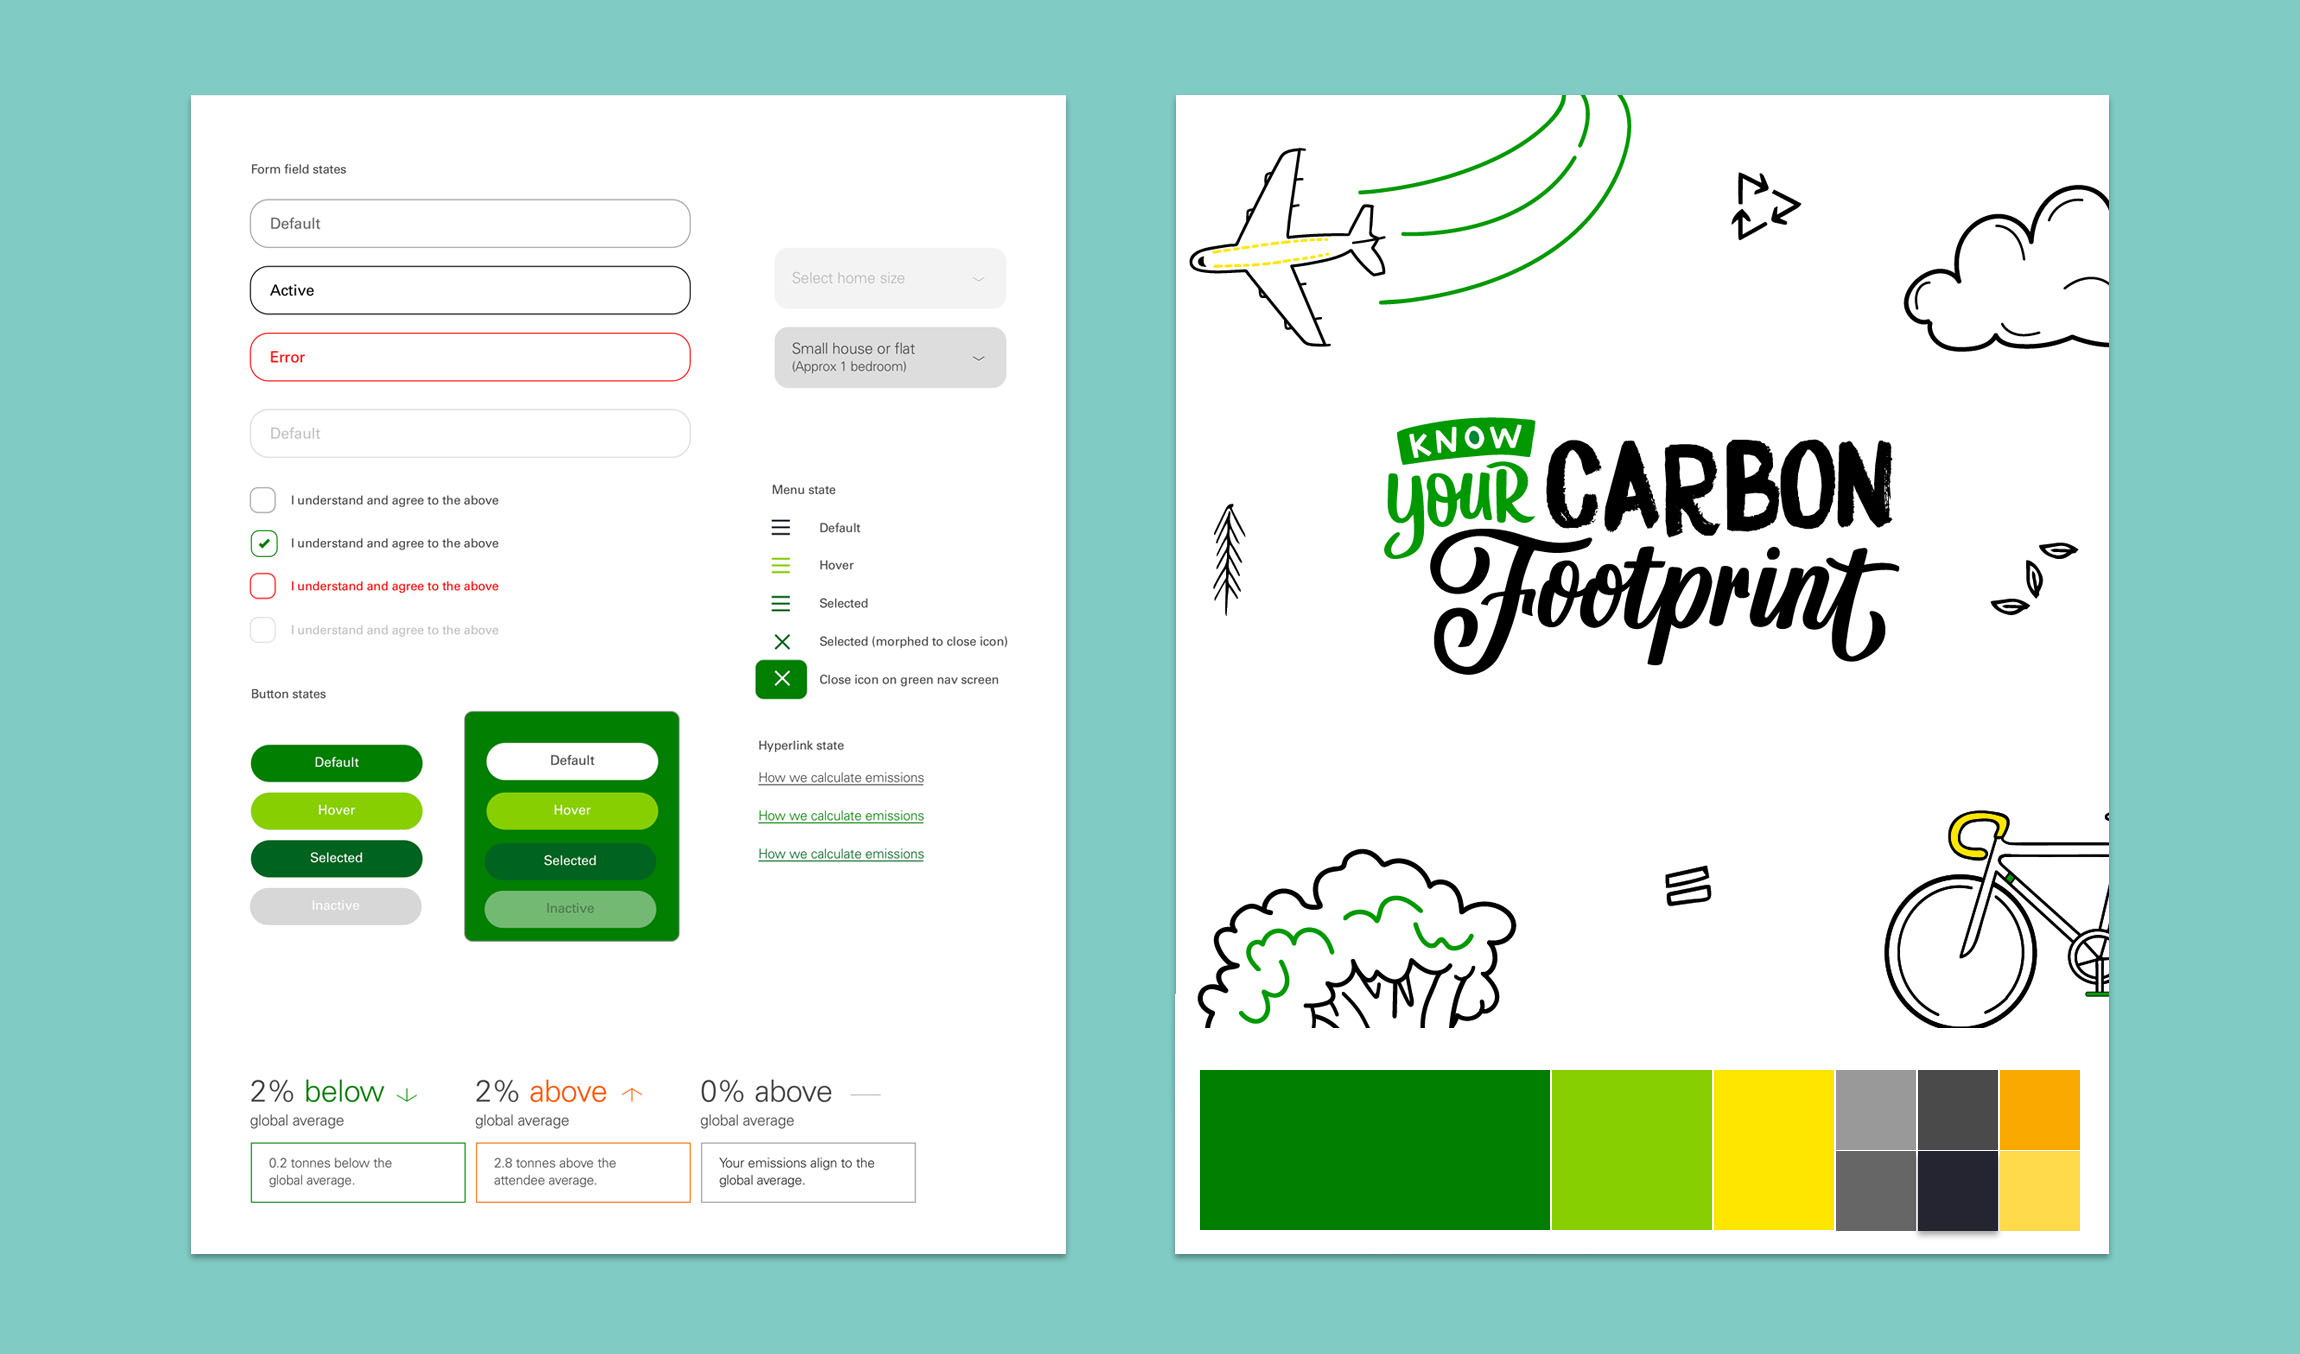 Form field states
Default
Active
Error
Default
I understand and agree to the above
I understand and agree to the above
I understand and agree to the above
I understand and agree to the above
Select home size
Small house or flat
(Approx 1 bedroom)
Menu state
Default
Hover
Selected
Selected (morphed to close icon)
Close icon on green nav screen
Button states
Default
Hover
Selected
Inactive
Default
Hover
Selected
Inactive
Hyperlink state
How we calculate emissions
How we calculate emissions
How we calculate emissions
2% below
global average
0.2 tonnes below the
global average.
2% above
global average
2.8 tonnes above the
attendee average.
0% above
global average
Your emissions align to the
global average.
KNOW
your CARBON
Footprint